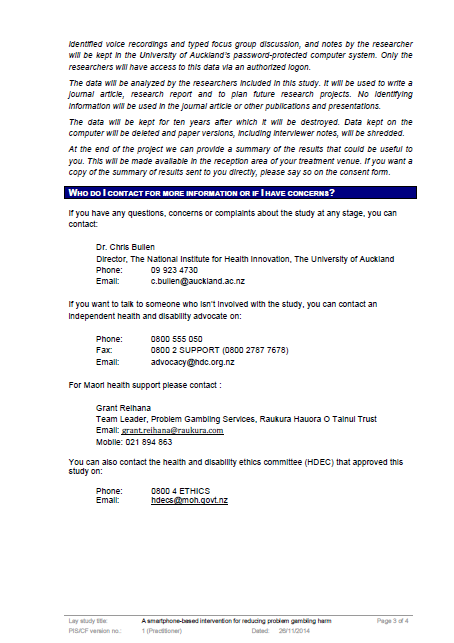 Identified voice recordings and typed focus group discussion, and notes by the researcher
will be kept in the University of Auckland's password-protected computer system. Only the
researchers will have access to this data via an authorized logon.
The data will be analyzed by the researchers included in this study. It will be used to write a
journal article, research report and to plan future research projects. No identifying
information will be used in the journal article or other publications and presentations.
The data will be kept for ten years after which it will be destroyed. Data kept on the
computer will be deleted and paper versions, including interviewer notes, will be shredded.
At the end of the project we can provide a summary of the results that could be useful to
you. This will be made available in the reception area of your treatment venue. If you want a
copy of the summary of results sent to you directly, please say so on the consent form.
WHO DO I CONTACT FOR MORE INFORMATION OR IF I HAVE CONCERNS?
If you have any questions, concerns or complaints about the study at any stage, you can
contact:
Dr. Chris Bullen
Director, The National Institute for Health Innovation, The University of Auckland
Phone: 09 923 4730
Email: c.bullen@auckland.ac.nz
If you want to talk to someone who isn't involved with the study, you can contact an
independent health and disability advocate on:
Phone: 0800 555 050
Fax: 0800 2 SUPPORT (0800 2787 7678)
Email: advocacy@hdc.org.nz
For Maori health support please contact :
Grant Reihana
Team Leader, Problem Gambling Services, Raukura Hauora O Tainui Trust
Email: grant.reihana@raukura.com
Mobile: 021 894 863
You can also contact the health and disability ethics committee (HDEC) that approved this
study on:
Phone: 0800 4 ETHICS
Email: hdecs@moh.govt.nz
Lay study title: A smartphone-based intervention for reducing problem gambling harm Page 3 of 4
PIS/CF version no.: 1 (Practitioner) Dated: 26/11/2014